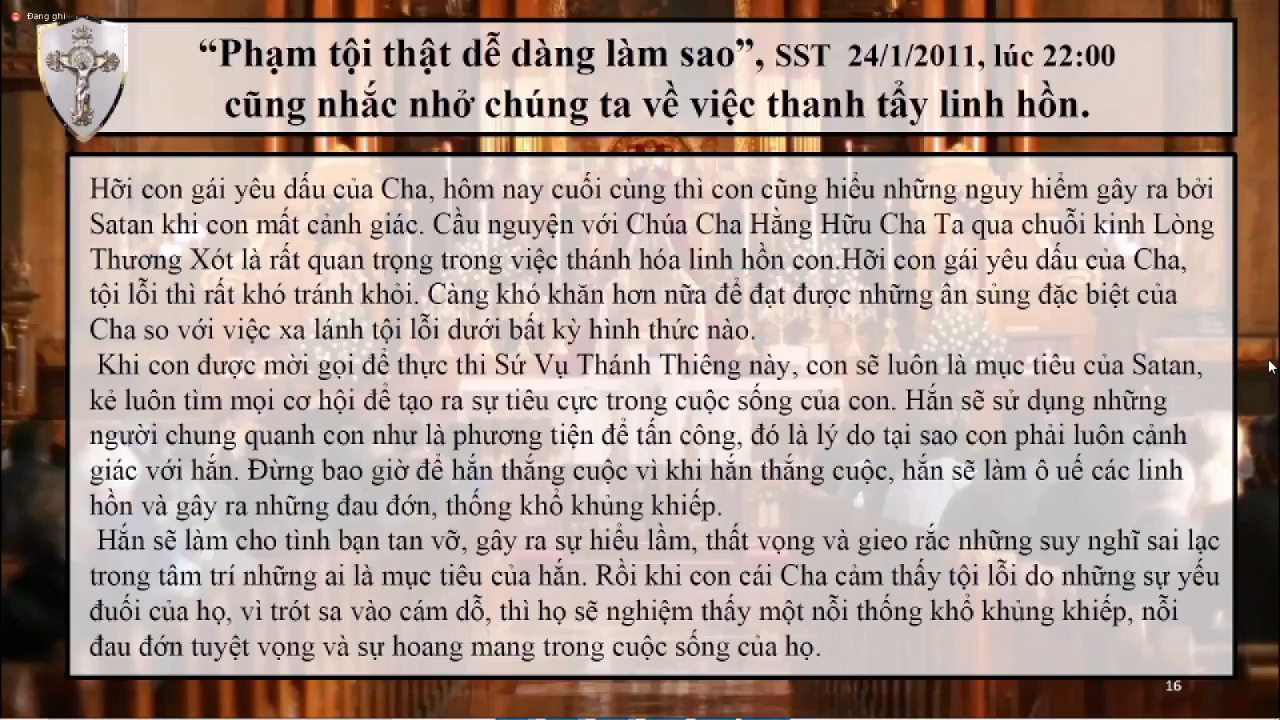 Đang ghi
“Phạm tội thật dễ dàng làm sao”, SST 24/1/2011, lúc 22:00
cũng nhắc nhở chúng ta về việc thanh tẩy linh hồn.
Hỡi con gái yêu dấu của Cha, hôm nay cuối cùng thì con cũng hiểu những nguy hiểm gây ra bởi
Satan khi con mất cảnh giác. Cầu nguyện với Chúa Cha Hằng Hữu Cha Ta qua chuỗi kinh Lòng
Thương Xót là rất quan trọng trong việc thánh hóa linh hồn con.Hỡi con gái yêu dấu của Cha,
tội lỗi thì rất khó tránh khỏi. Càng khó khăn hơn nữa để đạt được những ân sủng đặc biệt của
Cha so với việc xa lánh tội lỗi dưới bất kỳ hình thức nào.
Khi con được mời gọi để thực thi Sứ Vụ Thánh Thiêng này, con sẽ luôn là mục tiêu của Satan,
kẻ luôn tìm mọi cơ hội để tạo ra sự tiêu cực trong cuộc sống của con. Hắn sẽ sử dụng những
người chung quanh con như là phương tiện để tấn công, đó là lý do tại sao con phải luôn cảnh
giác với hắn. Đừng bao giờ để hắn thắng cuộc vì khi hắn thắng cuộc, hắn sẽ làm ô uế các linh
hồn và gây ra những đau đớn, thống khổ khủng khiếp.
Hắn sẽ làm cho tình bạn tan vỡ, gây ra sự hiểu lầm, thất vọng và gieo rắc những suy nghĩ sai lạc
trong tâm trí những ai là mục tiêu của hắn. Rồi khi con cái Cha cảm thấy tội lỗi do những sự yếu
đuối của họ, vì trót sa vào cám dỗ, thì họ sẽ nghiệm thấy một nỗi thống khổ khủng khiếp, nỗi
đau đớn tuyệt vọng và sự hoang mang trong cuộc sống của họ.
16